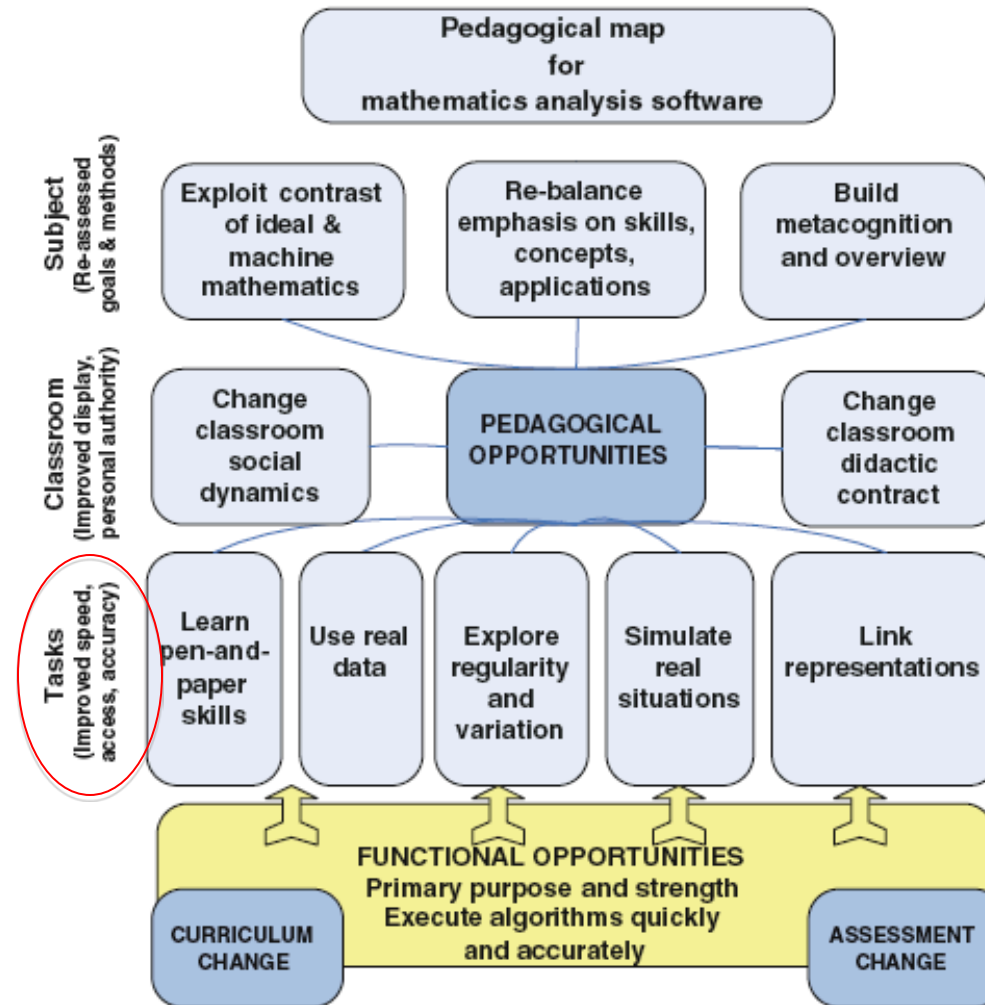 Pedagogical map
for
mathematics analysis software
Subject
(Re-assessed
goals & methods)
Exploit contrast
of ideal &
machine
mathematics
Re-balance
emphasis on skills,
concepts,
applications
Build
metacognition
and overview
Classroom
(Improved display,
personal authority)
Change
classroom
social
dynamics
PEDAGOGICAL
OPPORTUNITIES
Change
classroom
didactic
contract
Tasks
(Improved speed,
access, accuracy)
Learn
pen-and-
paper
skills
Use real
data
Explore
regularity
and
variation
Simulate
real
situations
Link
representations
FUNCTIONAL OPPORTUNITIES
Primary purpose and strength
Execute algorithms quickly
and accurately
CURRICULUM
CHANGE
ASSESSMENT
CHANGE